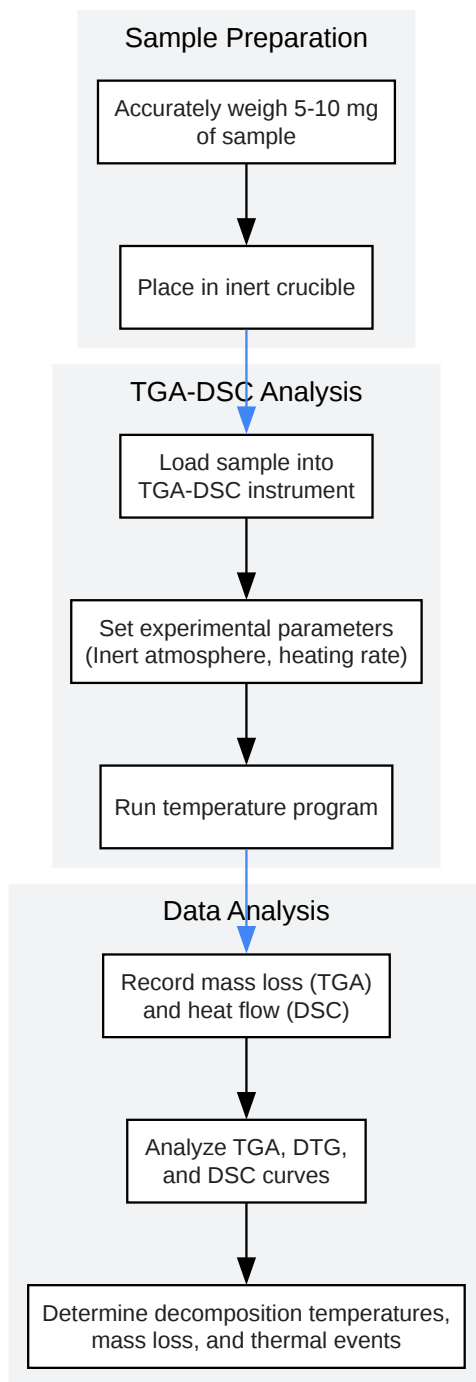 Sample Preparation
Accurately weigh 5-10 mg
of sample
Place in inert crucible
TGA-DSC Analysis
Load sample into
TGA-DSC instrument
Set experimental parameters
(Inert atmosphere, heating rate)
Run temperature program
Data Analysis
Record mass loss (TGA)
and heat flow (DSC)
Analyze TGA, DTG,
and DSC curves
Determine decomposition temperatures,
mass loss, and thermal events